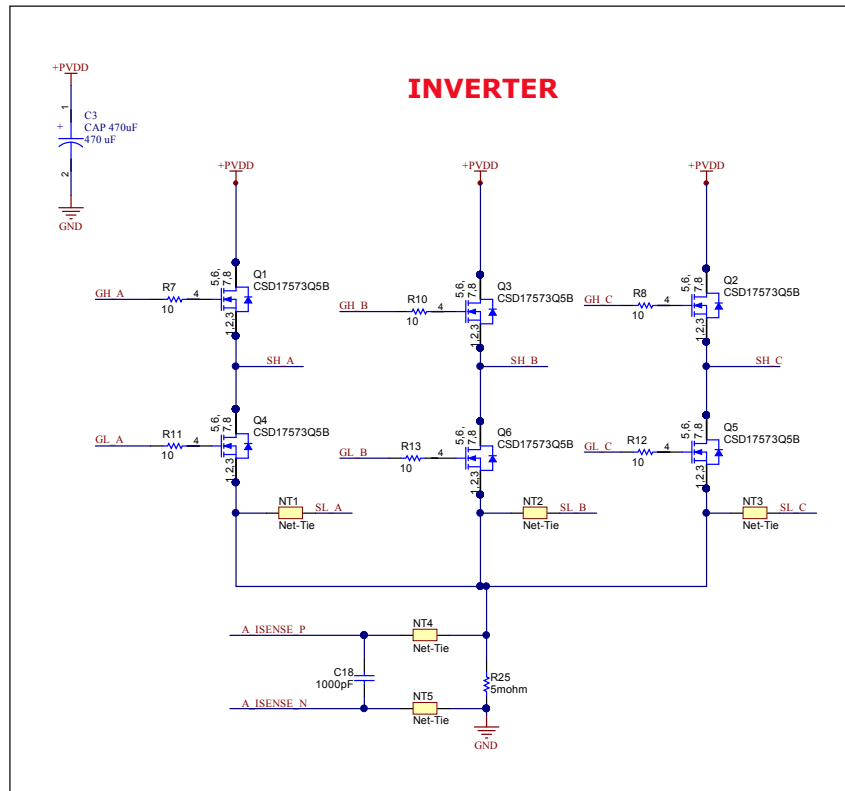 INVERTER
+PVDD
1
C3
CAP 470uF
470 uF
+
2
GND
+PVDD
+PVDD
+PVDD
GH_A
R7
10
4
5,6,
7,8
1,2,3
Q1
CSD17573Q5B
GH_B
R10
10
4
5,6,
7,8
1,2,3
Q3
CSD17573Q5B
GH_C
R8
10
4
5,6,
7,8
1,2,3
Q2
CSD17573Q5B
SH_A
SH_B
SH_C
GL_A
R11
10
4
5,6,
7,8
1,2,3
Q4
CSD17573Q5B
GL_B
R13
10
4
5,6,
7,8
1,2,3
Q6
CSD17573Q5B
GL_C
R12
10
4
5,6,
7,8
1,2,3
Q5
CSD17573Q5B
NT1
Net-Tie
SL_A
NT2
Net-Tie
SL_B
NT3
Net-Tie
SL_C
A_ISENSE_P
NT4
Net-Tie
C18
1000pF
R25
5mohm
A_ISENSE_N
NT5
Net-Tie
GND